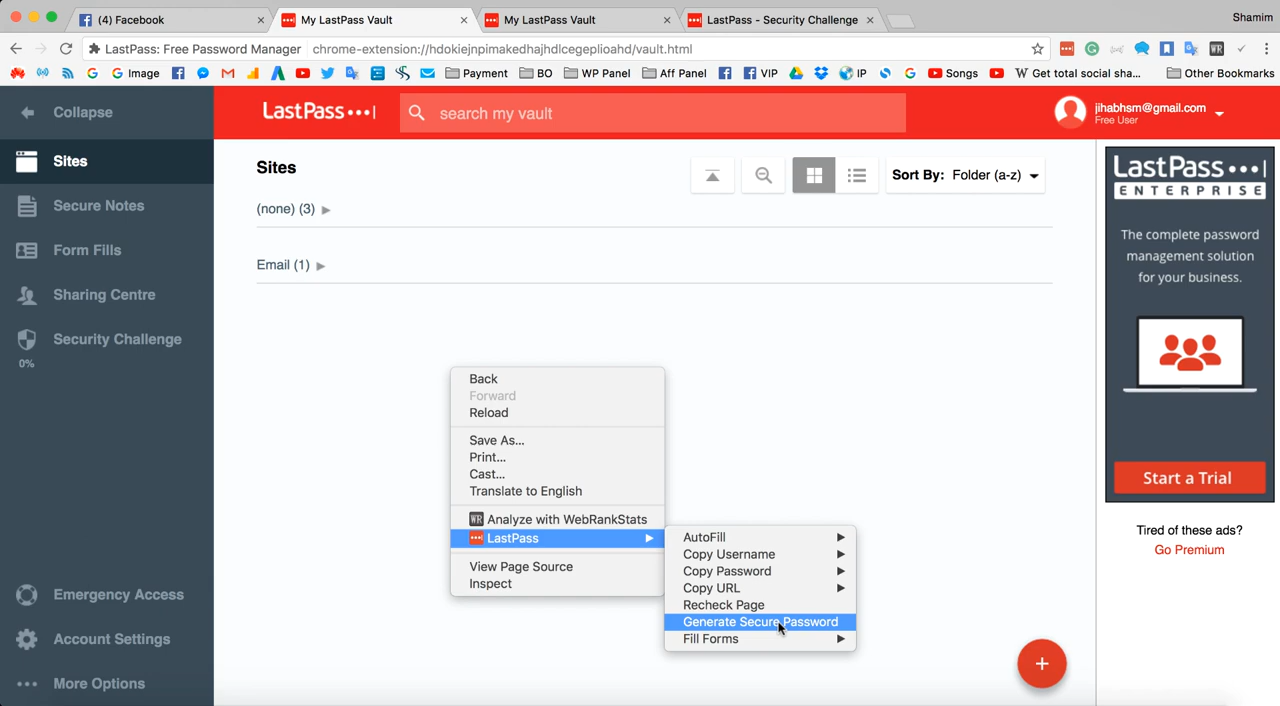 (4) Facebook
My LastPass Vault
My LastPass Vault
LastPass - Security Challenge
Shamim
LastPass: Free Password Manager
chrome-extension://hdokiejnpimakedhajhdlcegeplioahd/vault.html
Image
Payment
BO
WP Panel
Aff Panel
VIP
IP
Songs
Get total social sha...
Other Bookmarks
Collapse
LastPass
search my vault
jihabhsm@gmail.com
Free User
Sites
Secure Notes
Form Fills
Sharing Centre
Security Challenge
0%
Emergency Access
Account Settings
More Options
Sites
Sort By: Folder (a-z)
(none) (3)
Email (1)
Back
Forward
Reload
Save As...
Print...
Cast...
Translate to English
WR Analyze with WebRankStats
LastPass
View Page Source
Inspect
AutoFill
Copy Username
Copy Password
Copy URL
Recheck Page
Generate Secure Password
Fill Forms
LastPass
ENTERPRISE
The complete password
management solution
for your business.
Start a Trial
Tired of these ads?
Go Premium